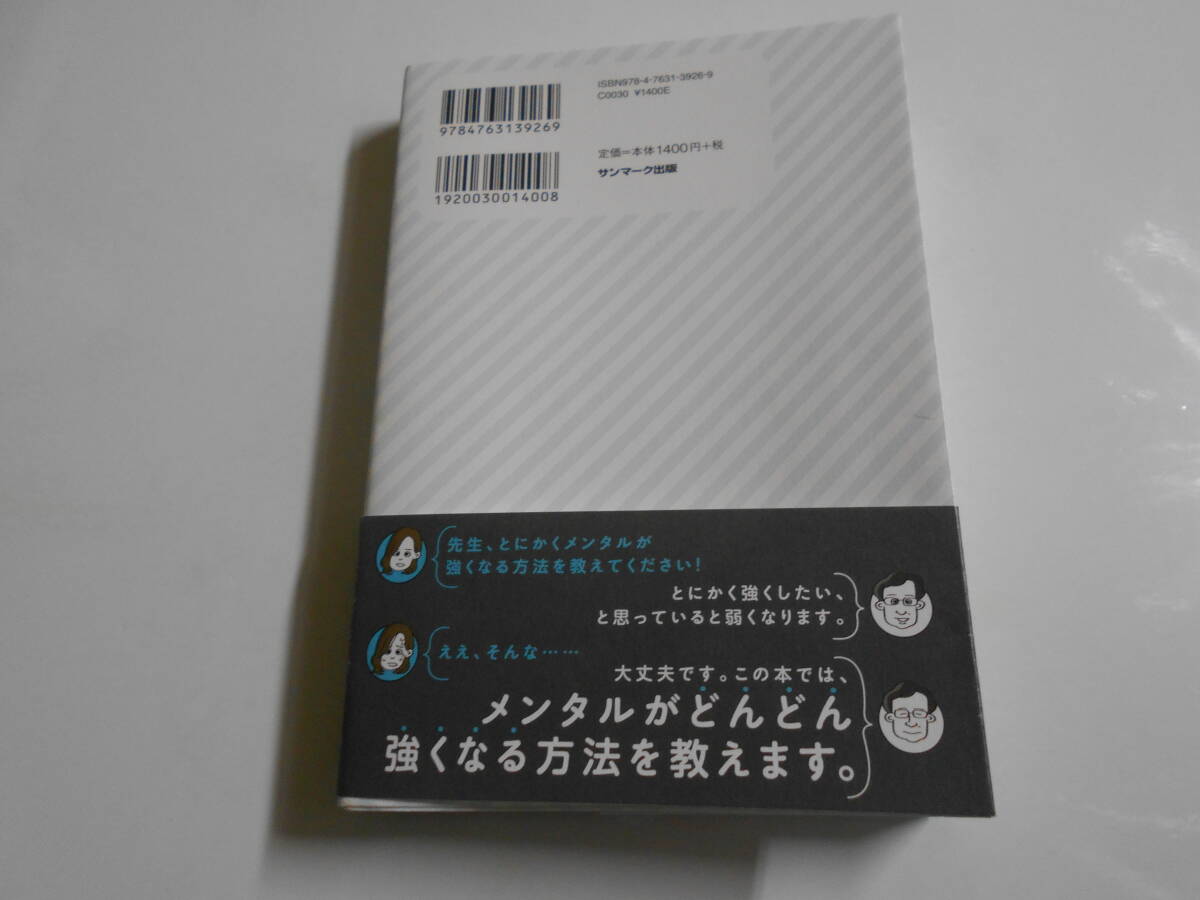 ISBN978-4-7631-3926-9
C0030 ¥1400E
9784763139269
定価=本体1400円+税
サンマーク出版
1920030014008
先生、とにかくメンタルが
強くなる方法を教えてください!
とにかく強くしたい、
と思っていると弱くなります。
ええ、そんな……
大丈夫です。この本では、
メンタルがどんどん
強くなる方法を教えます。